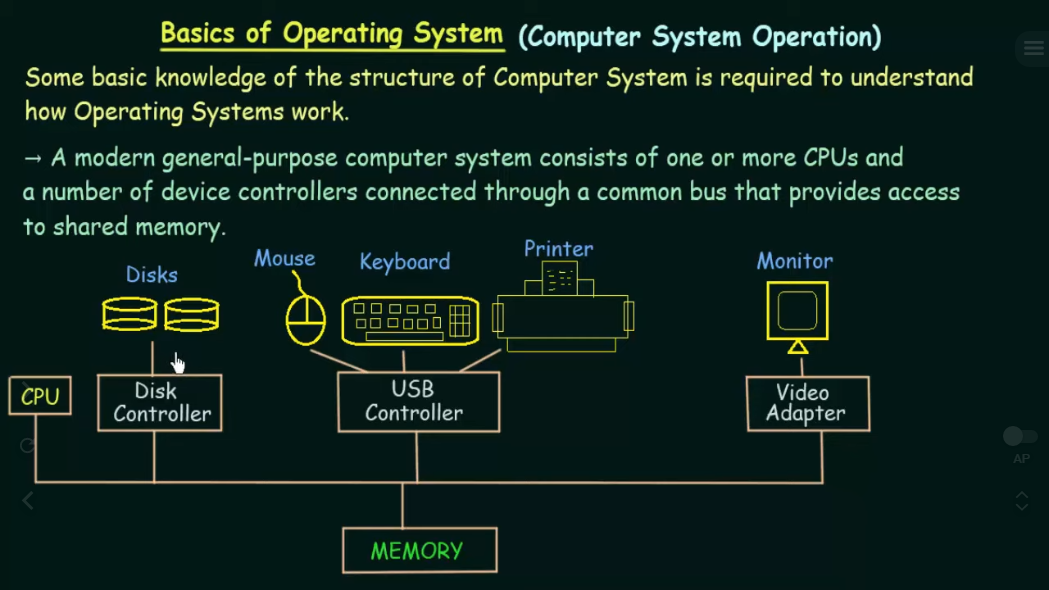 Basics of Operating System (Computer System Operation)
Some basic knowledge of the structure of Computer System is required to understand
how Operating Systems work.
→ A modern general-purpose computer system consists of one or more CPUs and
a number of device controllers connected through a common bus that provides access
to shared memory.
Disks
Mouse
Keyboard
Printer
Monitor
CPU
Disk
Controller
USB
Controller
Video
Adapter
AP
MEMORY